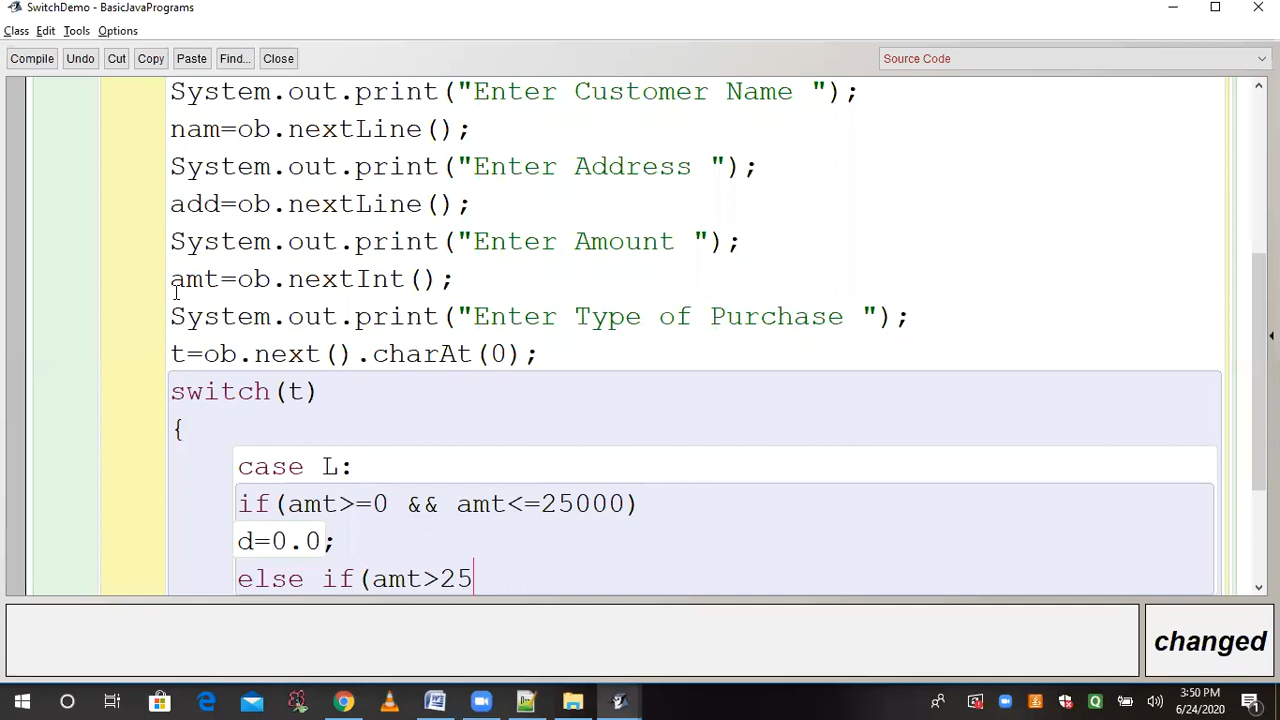 SwitchDemo - BasicJavaPrograms
Class Edit Tools Options
Compile Undo Cut Copy Paste Find... Close Source Code
System.out.print("Enter Customer Name ");
nam=ob.nextLine();
System.out.print("Enter Address ");
add=ob.nextLine();
System.out.print("Enter Amount ");
amt=ob.nextInt();
System.out.print("Enter Type of Purchase ");
t=ob.next().charAt(0);
switch(t)
{
case L:
if(amt>=0 && amt<=25000)
d=0.0;
else if(amt>25
changed
3:50 PM
6/24/2020